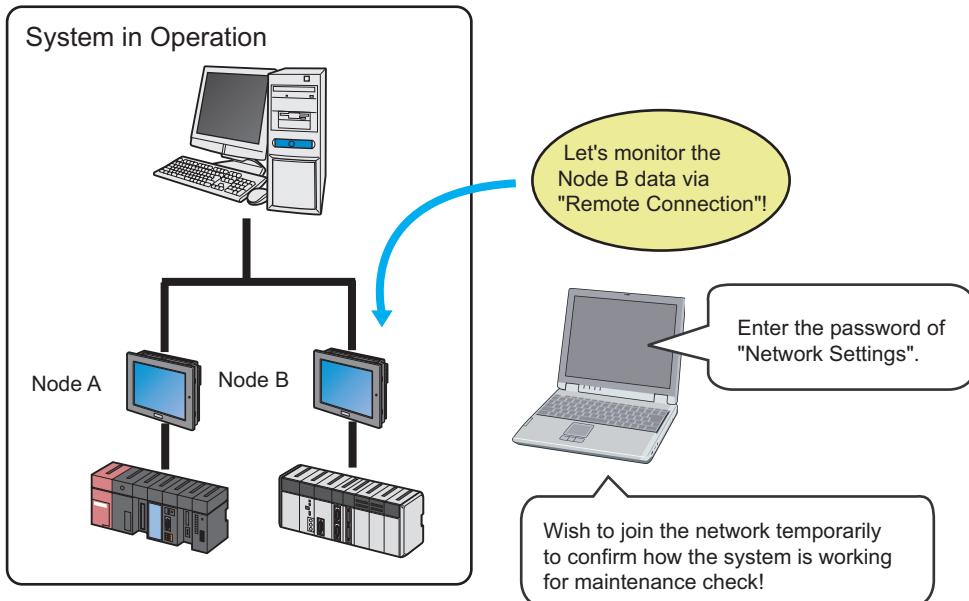 System in Operation
Let's monitor the
Node B data via
"Remote Connection"!
Enter the password of
"Network Settings".
Node A
Node B
Wish to join the network temporarily
to confirm how the system is working
for maintenance check!